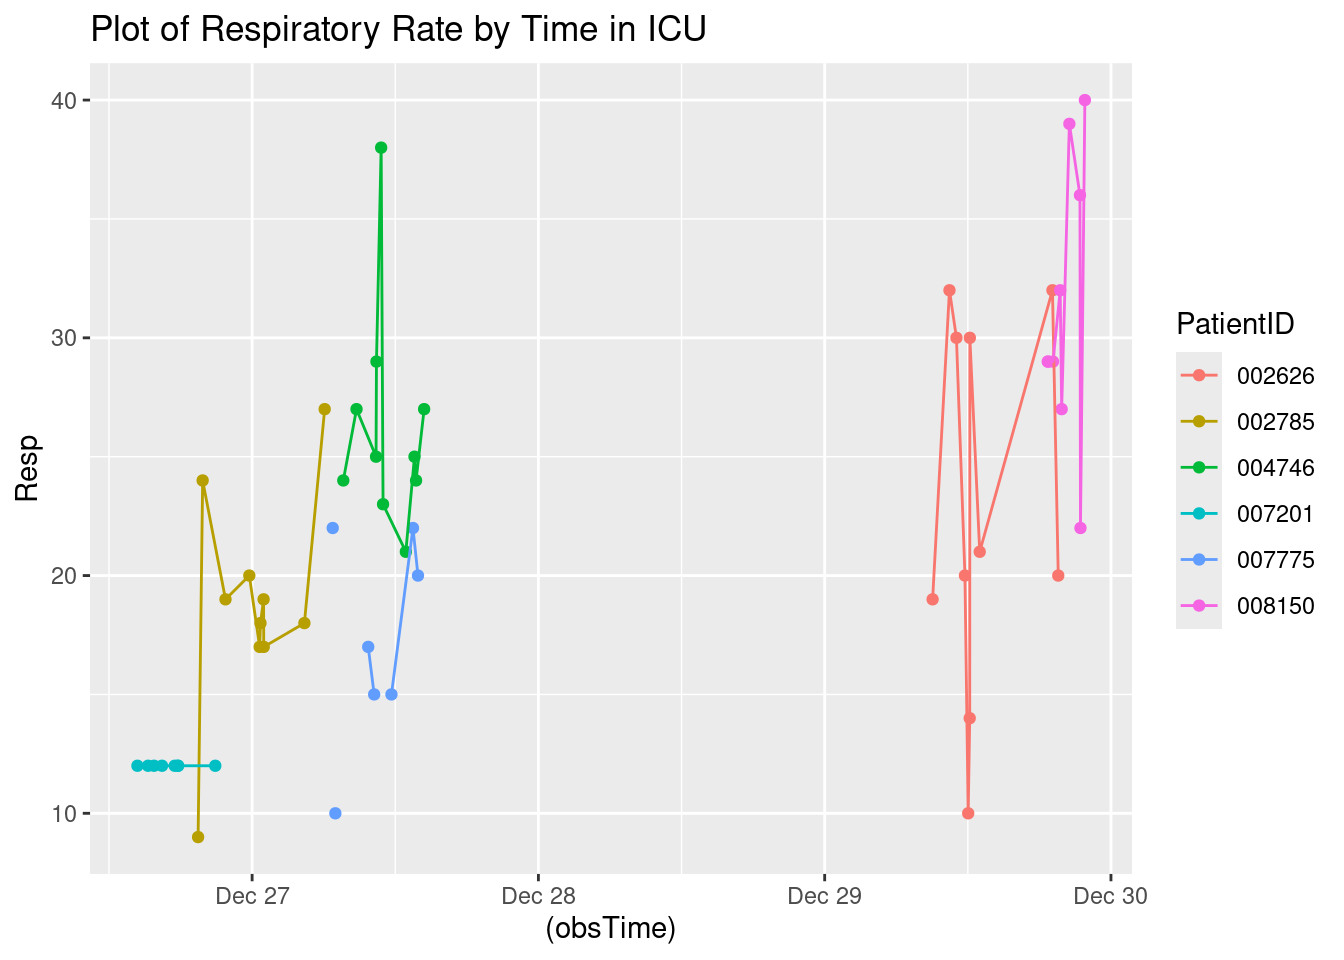 Plot of Respiratory Rate by Time in ICU
40
30
20
10
Resp
Dec 27
Dec 28
Dec 29
Dec 30
(obsTime)
PatientID
002626
002785
004746
007201
007775
008150